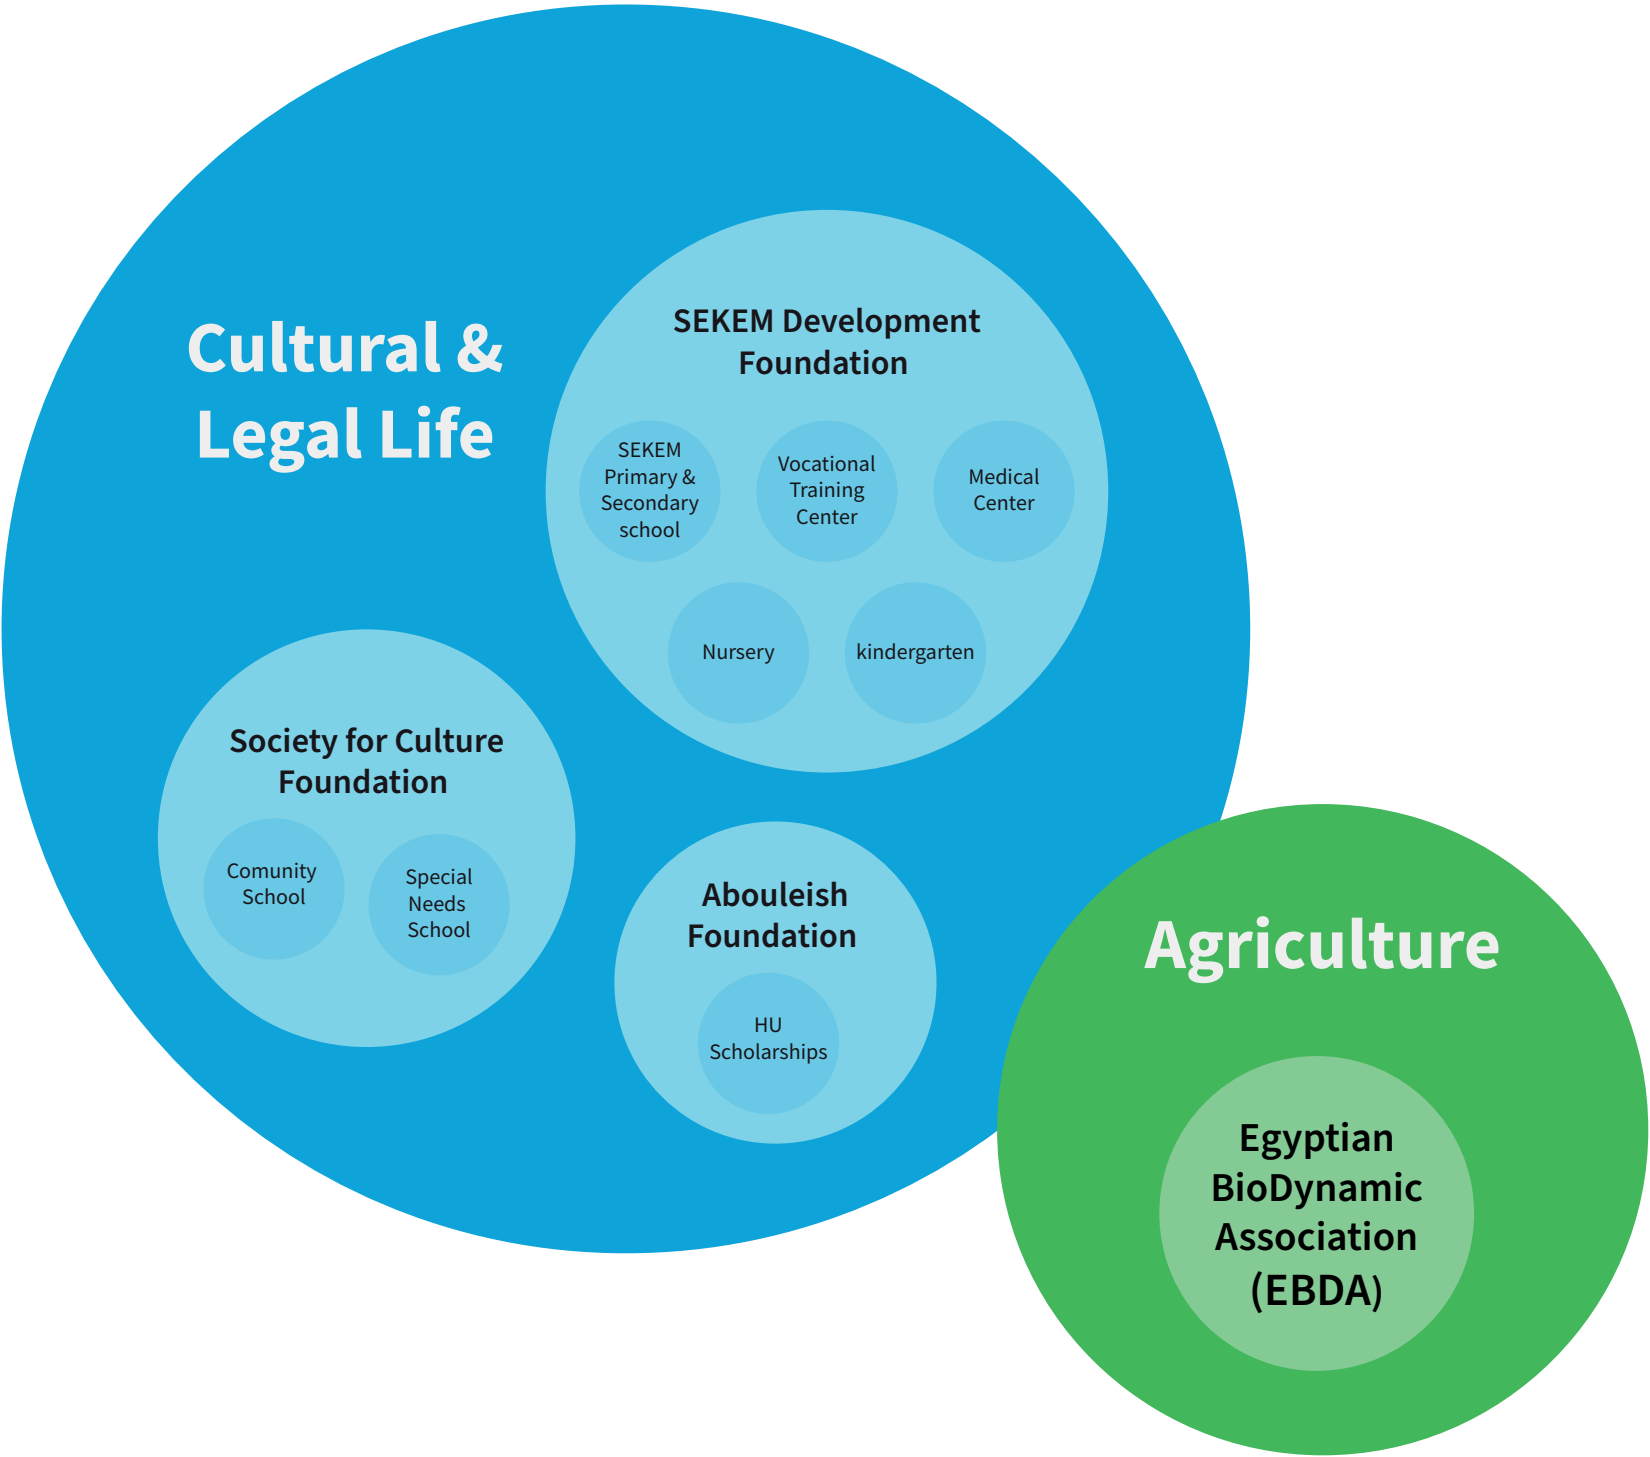 Cultural &
Legal Life
SEKEM Development
Foundation
SEKEM
Primary &
Secondary
school
Vocational
Training
Center
Medical
Center
Nursery
kindergarten
Society for Culture
Foundation
Comunity
School
Special
Needs
School
Abouleish
Foundation
HU
Scholarships
Agriculture
Egyptian
BioDynamic
Association
(EBDA)